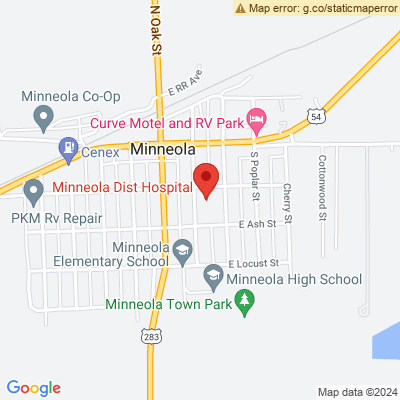 Map error: g.co/staticmaperror
N Oak St
E RR Ave
Minneola Co-Op
54
Curve Motel and RV Park
Cenex
Minneola
Minneola Dist Hospital
S Poplar St
Cherry St
Cottonwood St
PKM Rv Repair
E Ash St
Minneola
Elementary School
E Locust St
Minneola High School
Minneola Town Park
283
Google
Map data ©2024